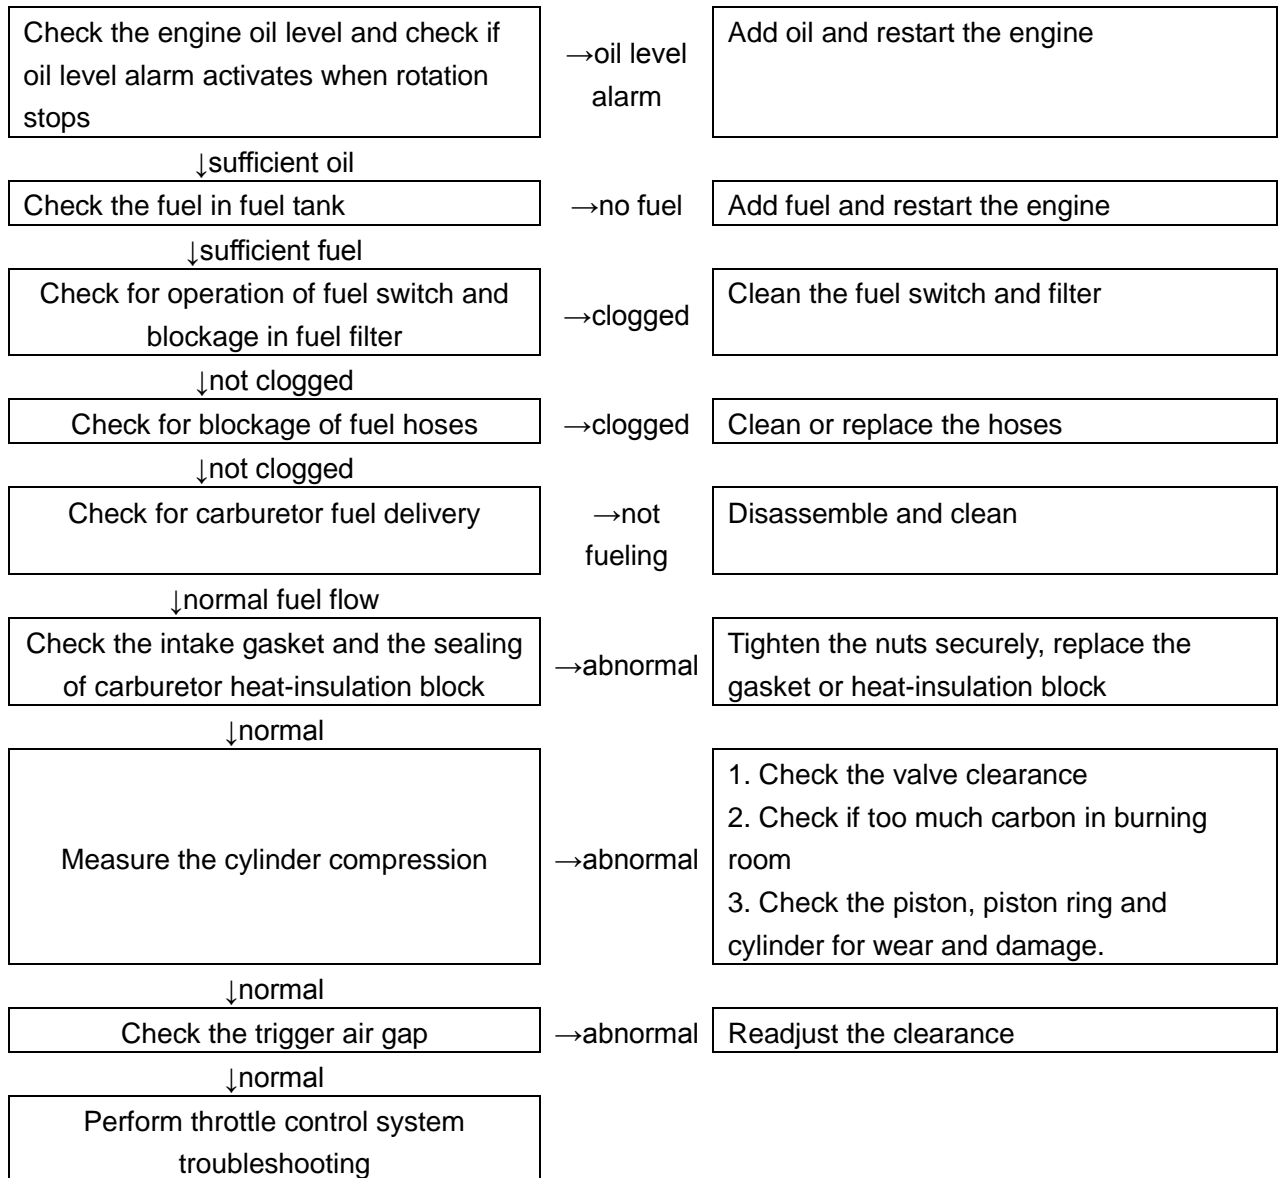 Check the engine oil level and check if
oil level alarm activates when rotation
stops
→oil level
alarm
Add oil and restart the engine
↓sufficient oil
Check the fuel in fuel tank
→no fuel
Add fuel and restart the engine
↓sufficient fuel
Check for operation of fuel switch and
blockage in fuel filter
→clogged
Clean the fuel switch and filter
↓not clogged
Check for blockage of fuel hoses
→clogged
Clean or replace the hoses
↓not clogged
Check for carburetor fuel delivery
→not
fueling
Disassemble and clean
↓normal fuel flow
Check the intake gasket and the sealing
of carburetor heat-insulation block
→abnormal
Tighten the nuts securely, replace the
gasket or heat-insulation block
↓normal
Measure the cylinder compression
→abnormal
1. Check the valve clearance
2. Check if too much carbon in burning
room
3. Check the piston, piston ring and
cylinder for wear and damage.
↓normal
Check the trigger air gap
→abnormal
Readjust the clearance
↓normal
Perform throttle control system
troubleshooting